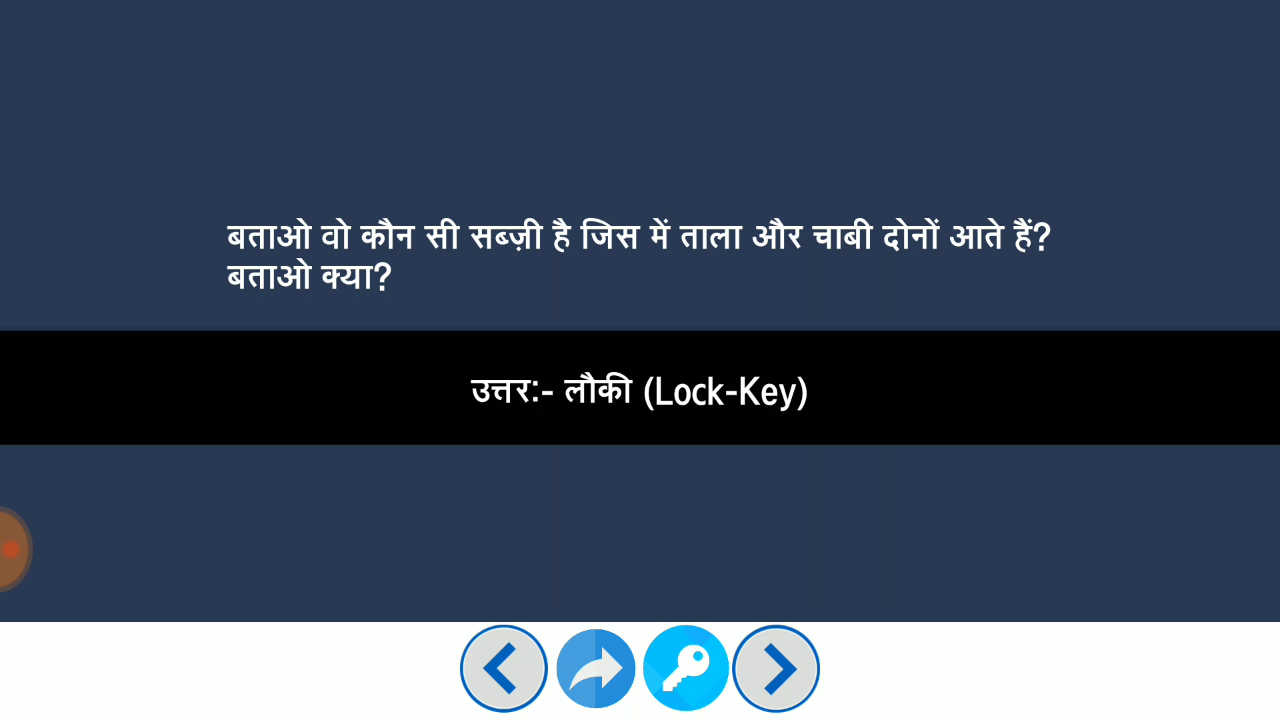 बताओ वो कौन सी सब्ज़ी है जिस में ताला और चाबी दोनों आते हैं?
बताओ क्या?
उत्तर:- लौकी (Lock-Key)